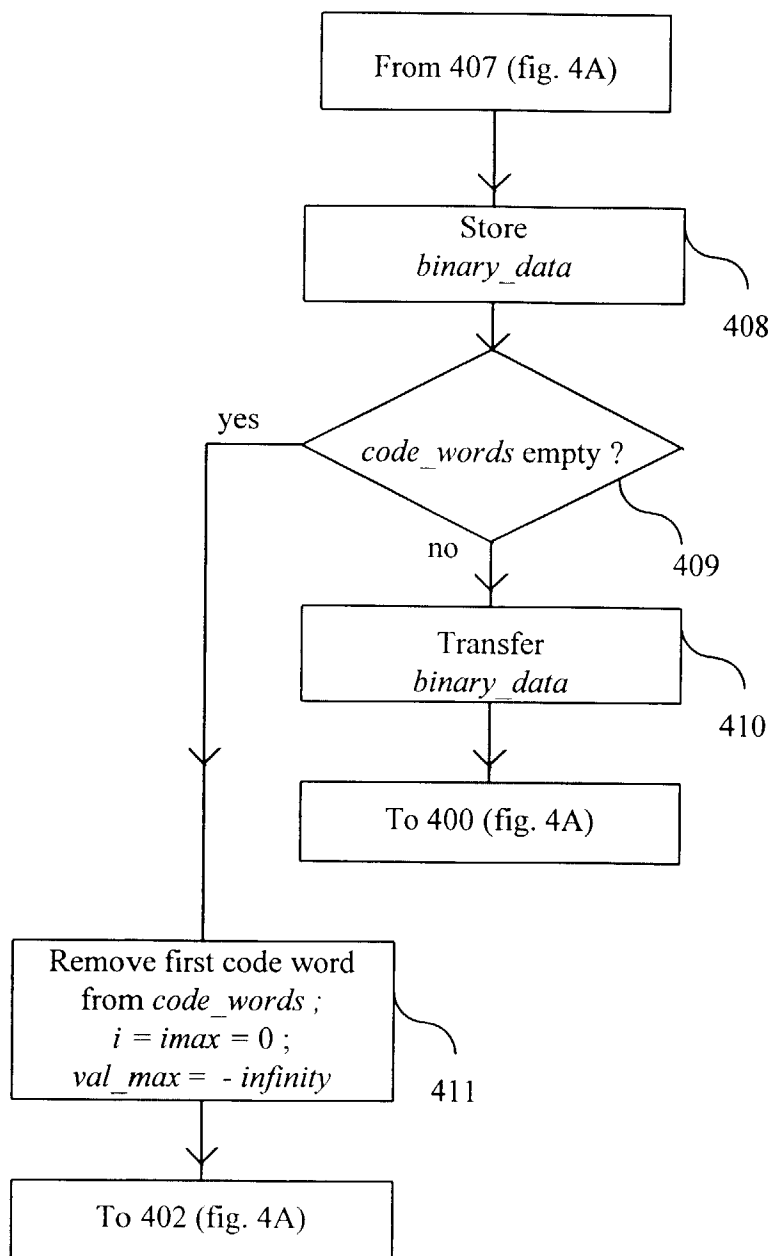 From 407 (fig. 4A)
Store
binary_data
408
yes
code_words empty ?
409
no
Transfer
binary_data
410
To 400 (fig. 4A)
Remove first code word
from code_words ;
i = imax = 0 ;
val_max = - infinity
411
To 402 (fig. 4A)